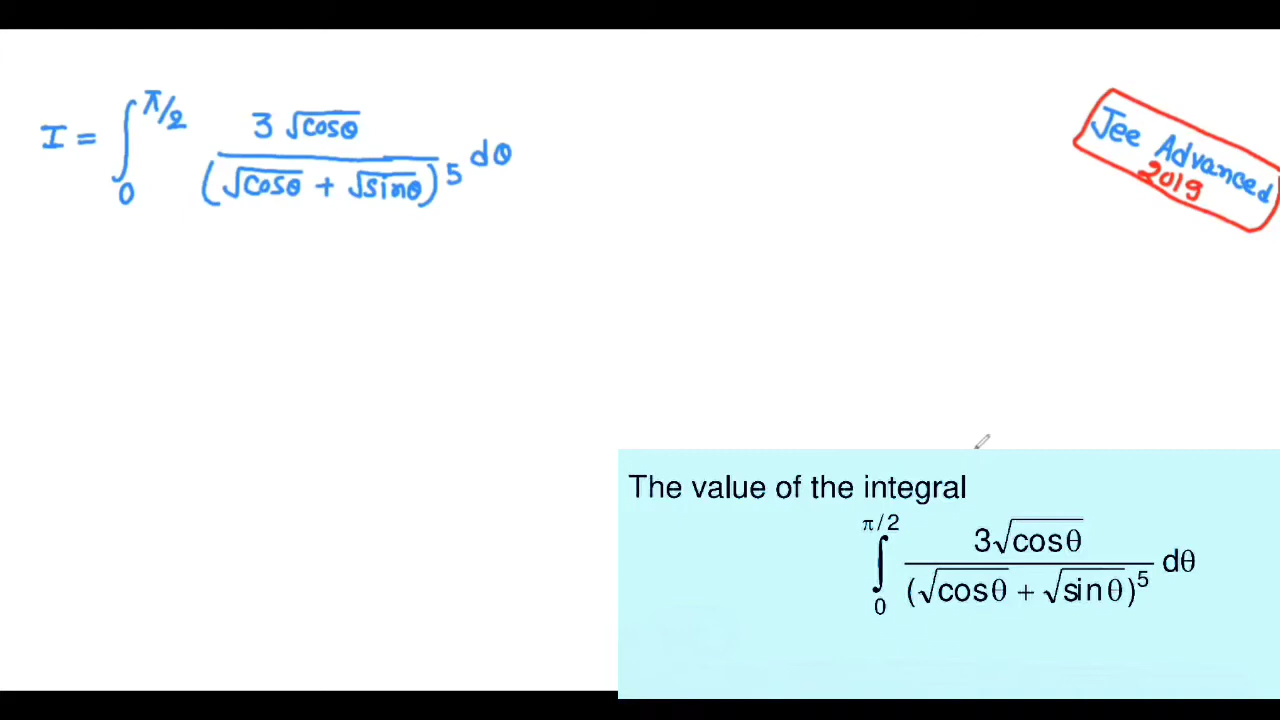 I = ∫₀^{π/2} 3√cosθ / (√cosθ + √sinθ)⁵ dθ
Jee Advanced
2019
The value of the integral
∫₀^{π/2} 3√cosθ / (√cosθ + √sinθ)⁵ dθ